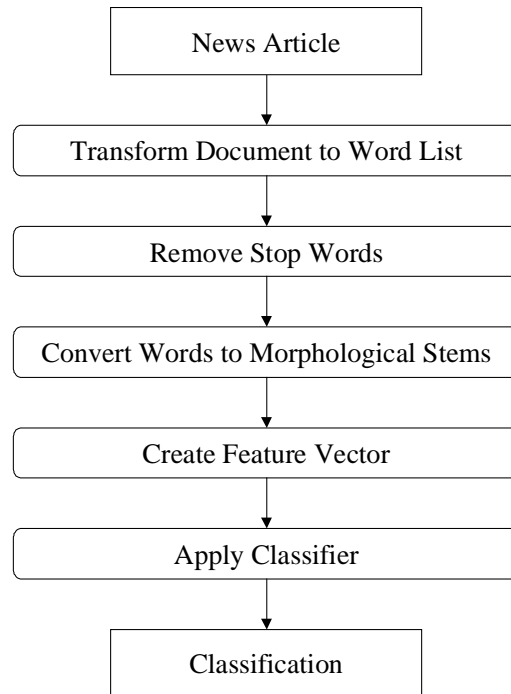 News Article
Transform Document to Word List
Remove Stop Words
Convert Words to Morphological Stems
Create Feature Vector
Apply Classifier
Classification